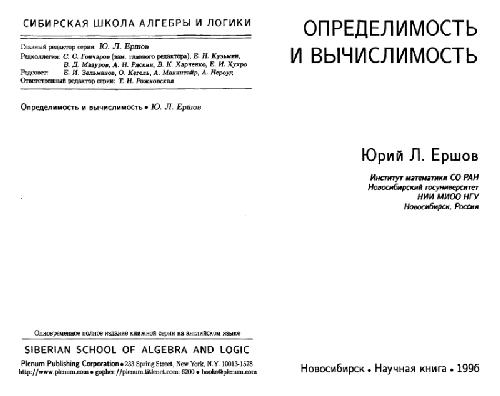 СИБИРСКАЯ ШКОЛА АЛГЕБРЫ И ЛОГИКИ
Главный редактор серии Ю. Л. Ершов
Редколлегия: С. С. Гончаров (зам. главного редактора), Е. Н. Кузьмин,
В. Д. Мазуров, А. Н. Ряскин, В. К. Харченко, Е. И. Хухро
Редсовет: Е. И. Зельманов, О. Кегель, А. Макинтайр, А. Нероуд
Ответственный редактор серии: Т. Н. Рожковская
Определимость и вычислимость • Ю. Л. Ершов
Одновременное полное издание книжной серии на английском языке
SIBERIAN SCHOOL OF ALGEBRA AND LOGIC
Plenum Publishing Corporation • 233 Spring Street, New York, N.Y. 10013-1578
http://www.plenum.com • gopher://plenum.titlenet.com:6200 • books@plenum.com
ОПРЕДЕЛИМОСТЬ
И ВЫЧИСЛИМОСТЬ
Юрий Л. Ершов
Институт математики СО РАН
Новосибирский госуниверситет
НИИ МИОО НГУ
Новосибирск, Россия
Новосибирск • Научная книга • 1996